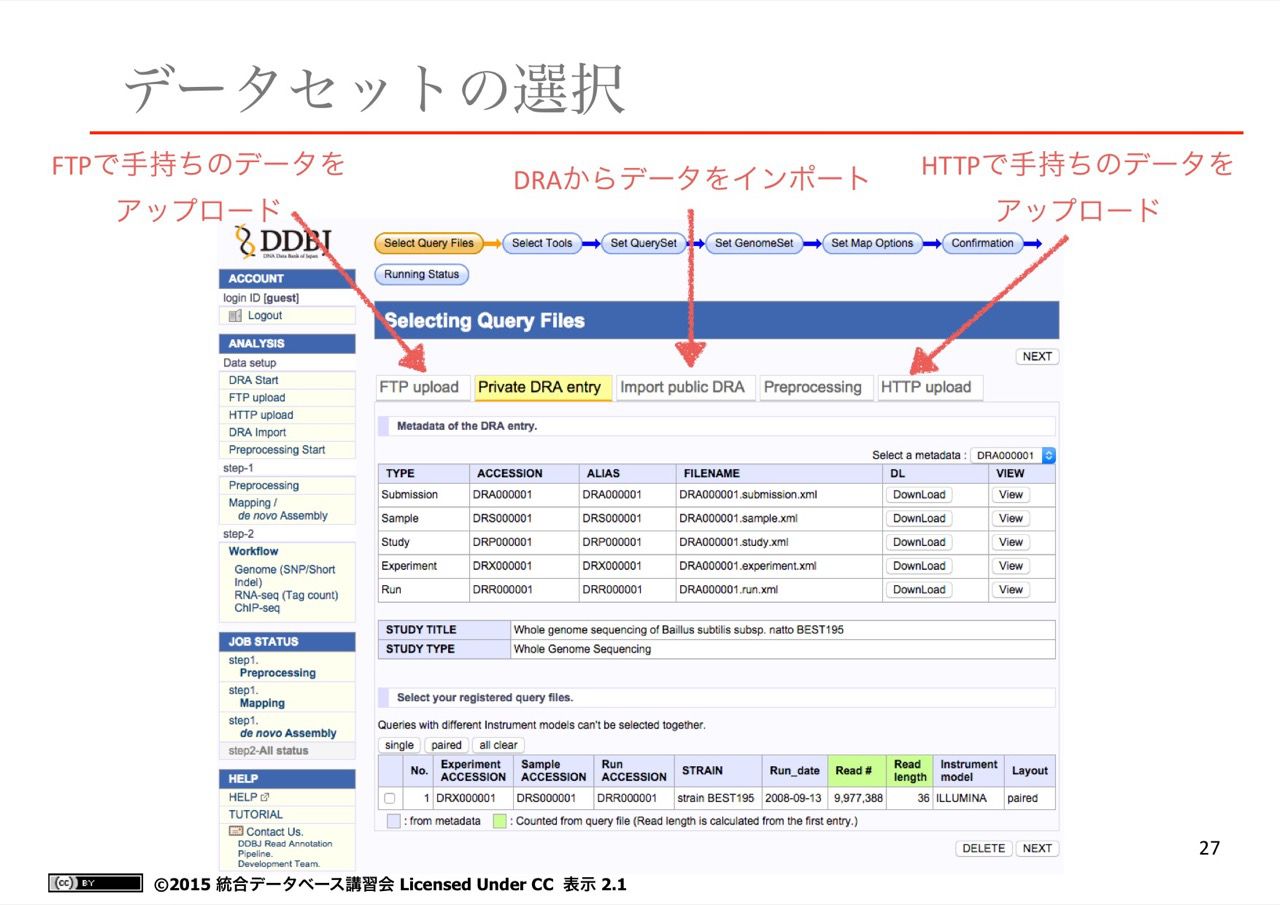 データセットの選択
FTPで手持ちのデータを
アップロード
DRAからデータをインポート
HTTPで手持ちのデータを
アップロード
DDBJ
DNA Data Bank of Japan
Select Query Files
Select Tools
Set QuerySet
Set GenomeSet
Set Map Options
Confirmation
Running Status
ACCOUNT
login ID [guest]
Logout
ANALYSIS
Data setup
DRA Start
FTP upload
HTTP upload
DRA Import
Preprocessing Start
step-1
Preprocessing
Mapping /
de novo Assembly
step-2
Workflow
Genome (SNP/Short
Indel)
RNA-seq (Tag count)
ChIP-seq
JOB STATUS
step1.
Preprocessing
step1.
Mapping
step1.
de novo Assembly
step2-All status
HELP
HELP
TUTORIAL
Contact Us.
DDBJ Read Annotation
Pipeline.
Development Team.
Selecting Query Files
NEXT
FTP upload Private DRA entry Import public DRA Preprocessing HTTP upload
Metadata of the DRA entry.
Select a metadata : DRA000001
TYPE ACCESSION ALIAS FILENAME DL VIEW
Submission DRA000001 DRA000001 DRA000001.submission.xml DownLoad View
Sample DRS000001 DRS000001 DRA000001.sample.xml DownLoad View
Study DRP000001 DRP000001 DRA000001.study.xml DownLoad View
Experiment DRX000001 DRX000001 DRA000001.experiment.xml DownLoad View
Run DRR000001 DRR000001 DRA000001.run.xml DownLoad View
STUDY TITLE Whole genome sequencing of Baillus subtilis subsp. natto BEST195
STUDY TYPE Whole Genome Sequencing
Select your registered query files.
Queries with different Instrument models can't be selected together.
single paired all clear
No. Experiment ACCESSION Sample ACCESSION Run ACCESSION STRAIN Run_date Read # Read length Instrument model Layout
1 DRX000001 DRS000001 DRR000001 strain BEST195 2008-09-13 9,977,388 36 ILLUMINA paired
: from metadata : Counted from query file (Read length is calculated from the first entry.)
DELETE NEXT
27
cc BY
©2015 統合データベース講習会 Licensed Under CC 表示 2.1